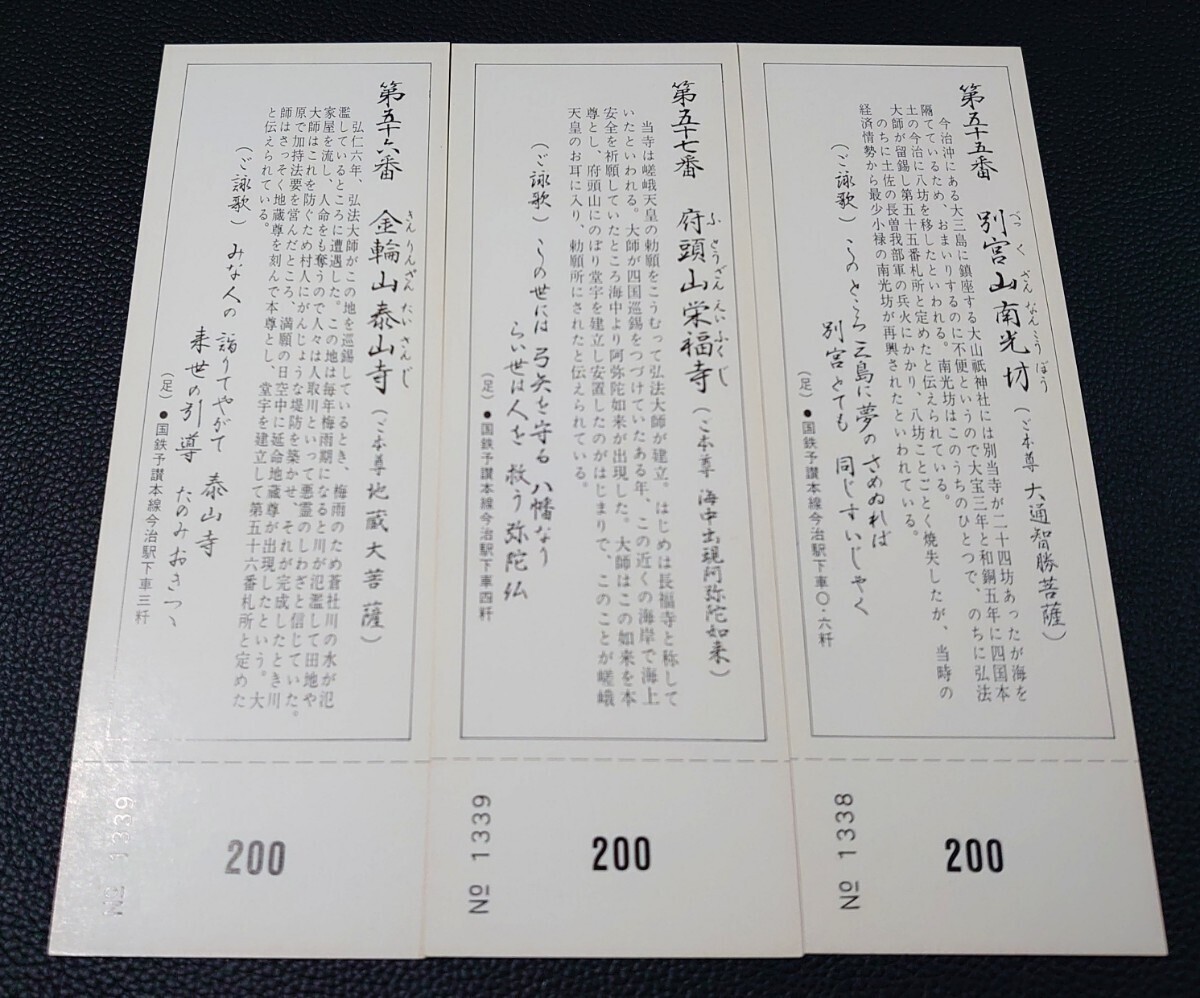 第五十五番 別宮山南光坊（ご本尊 大通智勝菩薩）
べっくざんなんこうぼう
今治沖にある大三島に鎮座する大山祇神社には別当寺が二十四坊あったが海を
隔てているため、おまいりするのに不便というので大宝三年と和銅五年に四国本
土の今治に八坊を移したといわれる。南光坊はこのうちのひとつで、のちに弘法
大師が留錫し第五十五番札所と定めたと伝えられている。
のちに土佐の長曽我部軍の兵火にかかり、八坊ことごとく焼失したが、当時の
経済情勢から最少小禄の南光坊が再興されたといわれている。
（ご詠歌）このところ三島に夢のさめぬれば
別宮とても 同じすいじゃく
（足）●国鉄予讃本線今治駅下車〇・六粁
№ 1338
200
第五十七番 府頭山栄福寺（ご本尊 海中出現阿弥陀如来）
ふとうざんえいふくじ
当寺は嵯峨天皇の勅願をこうむって弘法大師が建立。はじめは長福寺と称して
いたといわれる。大師が四国巡錫をつづけていたある年、この近くの海岸で海上
安全を祈願していたところ海中より阿弥陀如来が出現した。大師はこの如来を本
尊とし、府頭山にのぼり堂宇を建立し安置したのがはじまりで、このことが嵯峨
天皇のお耳に入り、勅願所にされたと伝えられている。
（ご詠歌）この世には 弓矢を守る 八幡なり
らい世は人を 救う弥陀仏
（足）●国鉄予讃本線今治駅下車四粁
№ 1339
200
第五十六番 金輪山泰山寺（ご本尊 地蔵大菩薩）
きんりんざんたいさんじ
弘仁六年、弘法大師がこの地を巡錫しているとき、梅雨のため蒼社川の水が氾
濫しているところに遭遇した。この地は毎年梅雨期になると川が氾濫して田地や
家屋を流し、人命をも奪うので人々は人取川といって悪霊のしわざと信じていた。
大師はこれを防ぐため村人にがんじょうな堤防を築かせ、それが完成したとき川
原で加持法要を営んだところ、満願の日空中に延命地蔵尊が出現したという。大
師はさっそく地蔵尊を刻んで本尊とし、堂宇を建立して第五十六番札所と定めた
と伝えられている。
（ご詠歌）みな人の 詣りてやがて 泰山寺
来世の引導 たのみおきつゝ
（足）●国鉄予讃本線今治駅下車三粁
№ 1339
200